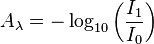 A_λ = − log₁₀ (I₁/I₀)